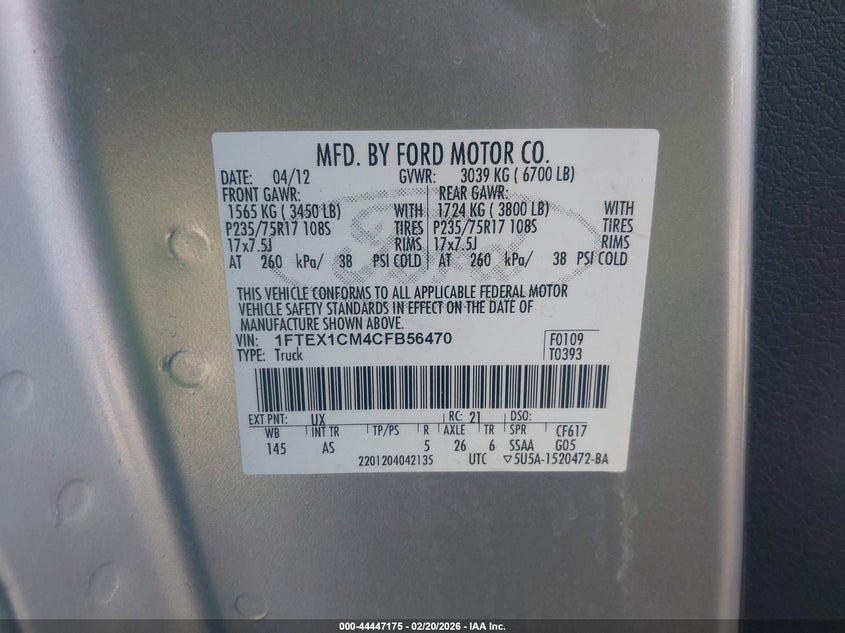 MFD. BY FORD MOTOR CO.
DATE: 04/12 GVWR: 3039 KG ( 6700 LB)
FRONT GAWR: REAR GAWR:
1565 KG ( 3450 LB) WITH 1724 KG ( 3800 LB) WITH
P235/75R17 108S TIRES P235/75R17 108S TIRES
17x7.5J RIMS 17x7.5J RIMS
AT 260 kPa/ 38 PSI COLD AT 260 kPa/ 38 PSI COLD
THIS VEHICLE CONFORMS TO ALL APPLICABLE FEDERAL MOTOR
VEHICLE SAFETY STANDARDS IN EFFECT ON THE DATE OF
MANUFACTURE SHOWN ABOVE.
VIN: 1FTEX1CM4CFB56470 F0109
TYPE: Truck T0393
EXT PNT: UX RC: 21 DSO:
WB INT TR TP/PS R AXLE TR SPR CF617
145 AS 5 26 6 SSAA G05
2201204042135 UTC ▽5U5A-1520472-BA
Ford
000-44447175 | 02/20/2026 - IAA Inc.